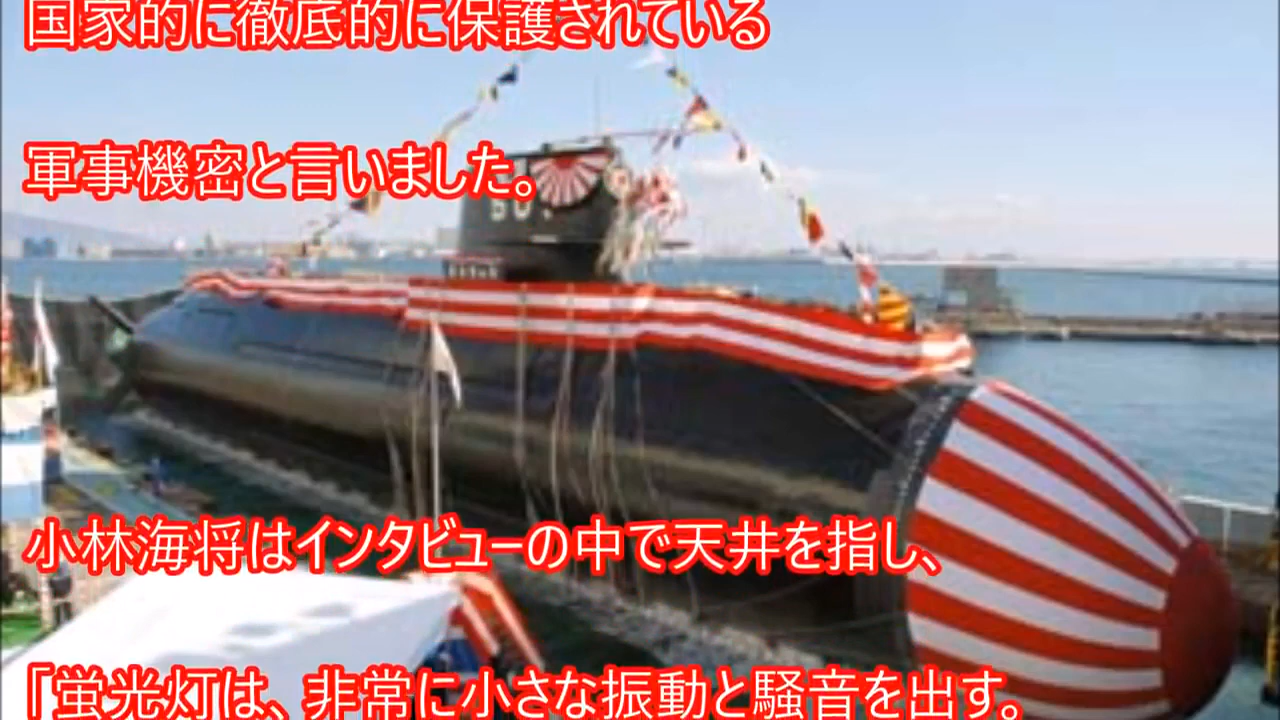 国家的に徹底的に保護されている
軍事機密と言いました。
小林海将はインタビューの中で天井を指し、
「蛍光灯は、非常に小さな振動と騒音を出す。